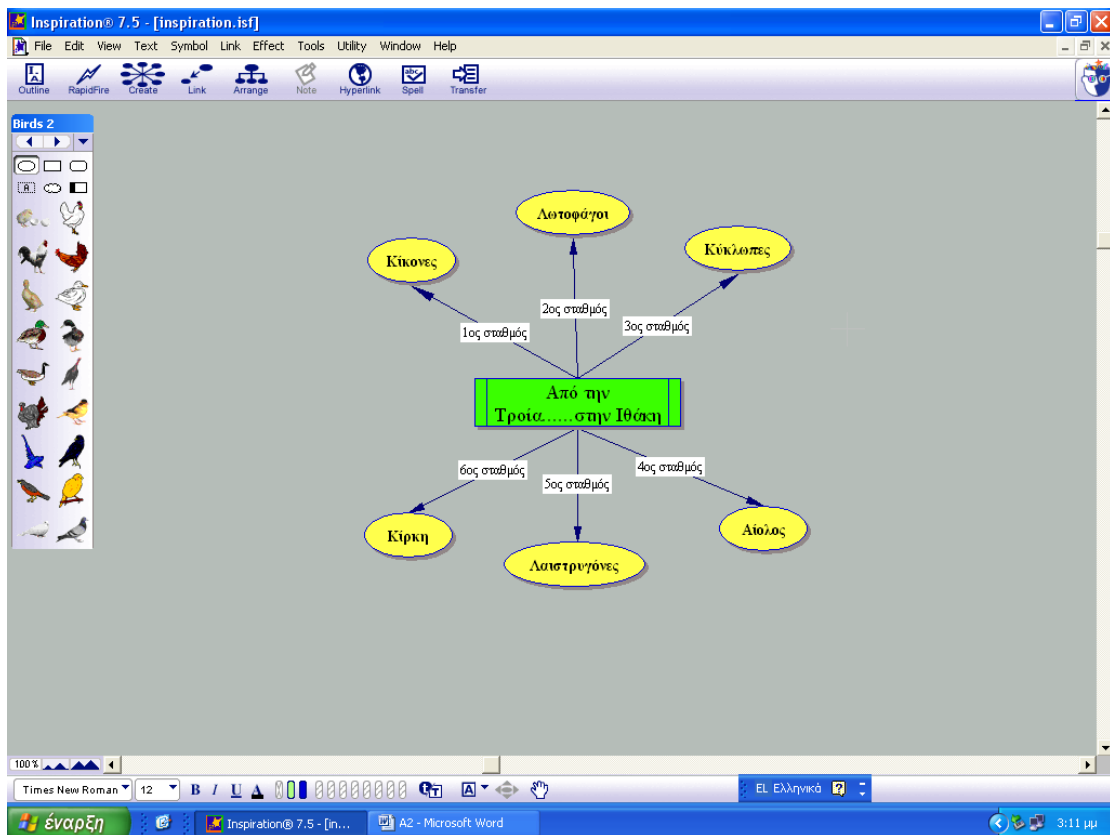 Inspiration® 7.5 - [inspiration.isf]
File Edit View Text Symbol Link Effect Tools Utility Window Help
Outline RapidFire Create Link Arrange Note Hyperlink Spell Transfer
Birds 2
Λωτοφάγοι
Κίκονες
Κύκλωπες
1ος σταθμός
2ος σταθμός
3ος σταθμός
Από την
Τροία......στην Ιθάκη
6ος σταθμός
5ος σταθμός
4ος σταθμός
Κίρκη
Λαιστρυγόνες
Αίολος
100%
Times New Roman 12 B I U A A EL Ελληνικά ?
έναρξη Inspiration® 7.5 - [in... A2 - Microsoft Word 3:11 μμ